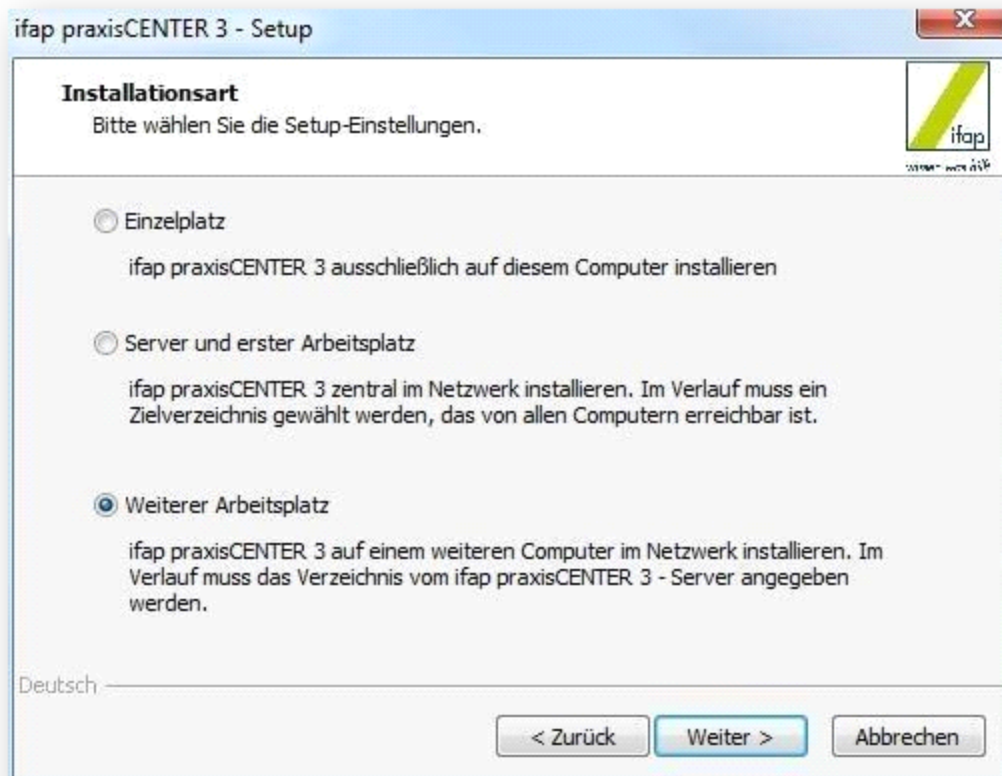 ifap praxisCENTER 3 - Setup
Installationsart
Bitte wählen Sie die Setup-Einstellungen.
ifap
Einzelplatz
ifap praxisCENTER 3 ausschließlich auf diesem Computer installieren
Server und erster Arbeitsplatz
ifap praxisCENTER 3 zentral im Netzwerk installieren. Im Verlauf muss ein
Zielverzeichnis gewählt werden, das von allen Computern erreichbar ist.
Weiterer Arbeitsplatz
ifap praxisCENTER 3 auf einem weiteren Computer im Netzwerk installieren. Im
Verlauf muss das Verzeichnis vom ifap praxisCENTER 3 - Server angegeben
werden.
Deutsch
< Zurück
Weiter >
Abbrechen